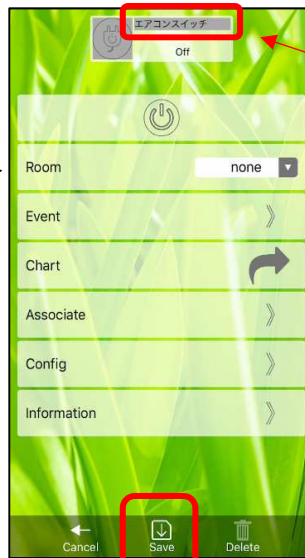 エアコンスイッチ
Off
Room none
Event
Chart
Associate
Config
Information
Cancel Save Delete